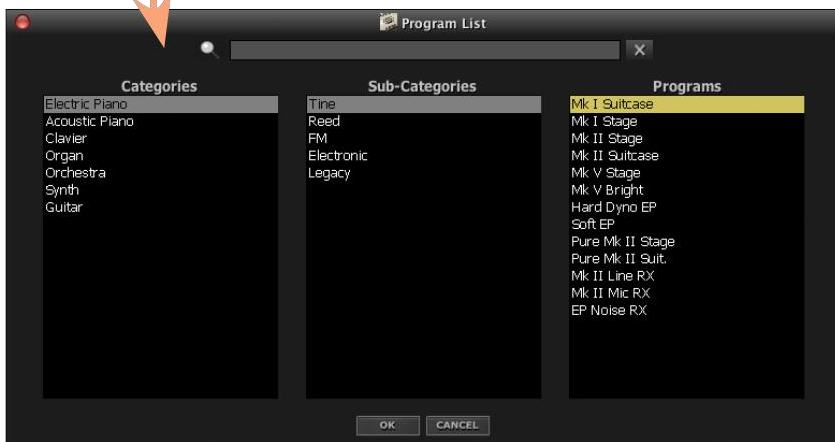 Program List
X
Categories
Electric Piano
Acoustic Piano
Clavier
Organ
Orchestra
Synth
Guitar
Sub-Categories
Tine
Reed
FM
Electronic
Legacy
Programs
Mk I Suitcase
Mk I Stage
Mk II Stage
Mk II Suitcase
Mk V Stage
Mk V Bright
Hard Dyno EP
Soft EP
Pure Mk II Stage
Pure Mk II Suit.
Mk II Line RX
Mk II Mic RX
EP Noise RX
OK
CANCEL